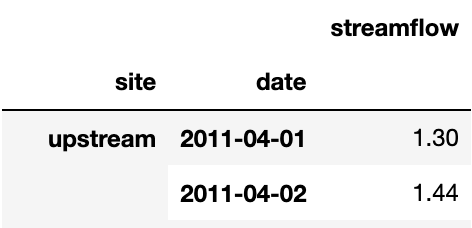 streamflow
site date
upstream 2011-04-01 1.30
2011-04-02 1.44